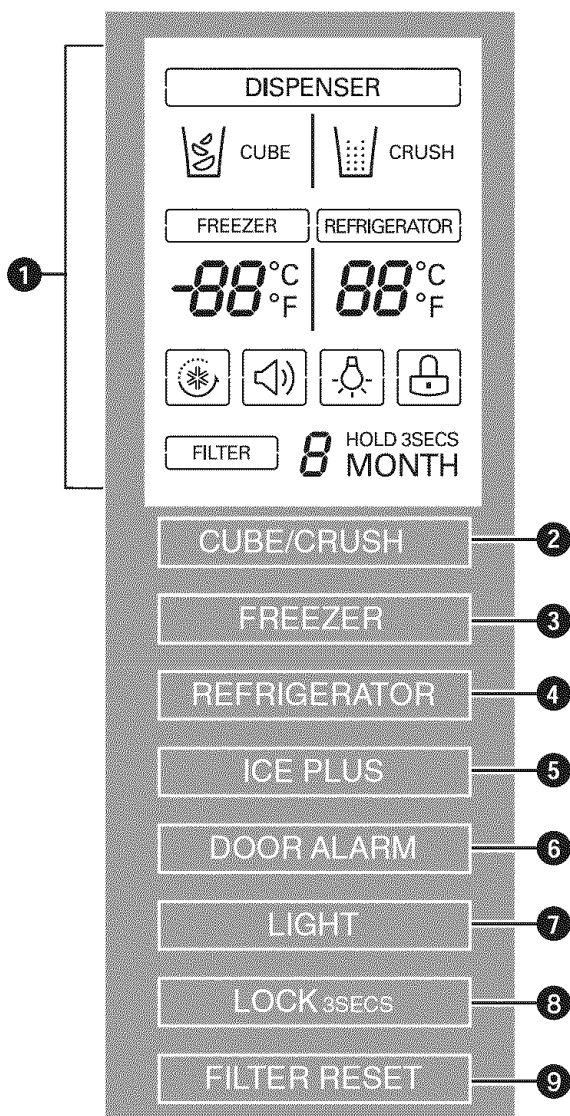 DISPENSER
CUBE CRUSH
FREEZER REFRIGERATOR
1
-88°C 88°C
°F °F
FILTER 8 HOLD 3SECS
MONTH
CUBE/CRUSH 2
FREEZER 3
REFRIGERATOR 4
ICE PLUS 5
DOOR ALARM 6
LIGHT 7
LOCK 3SECS 8
FILTER RESET 9